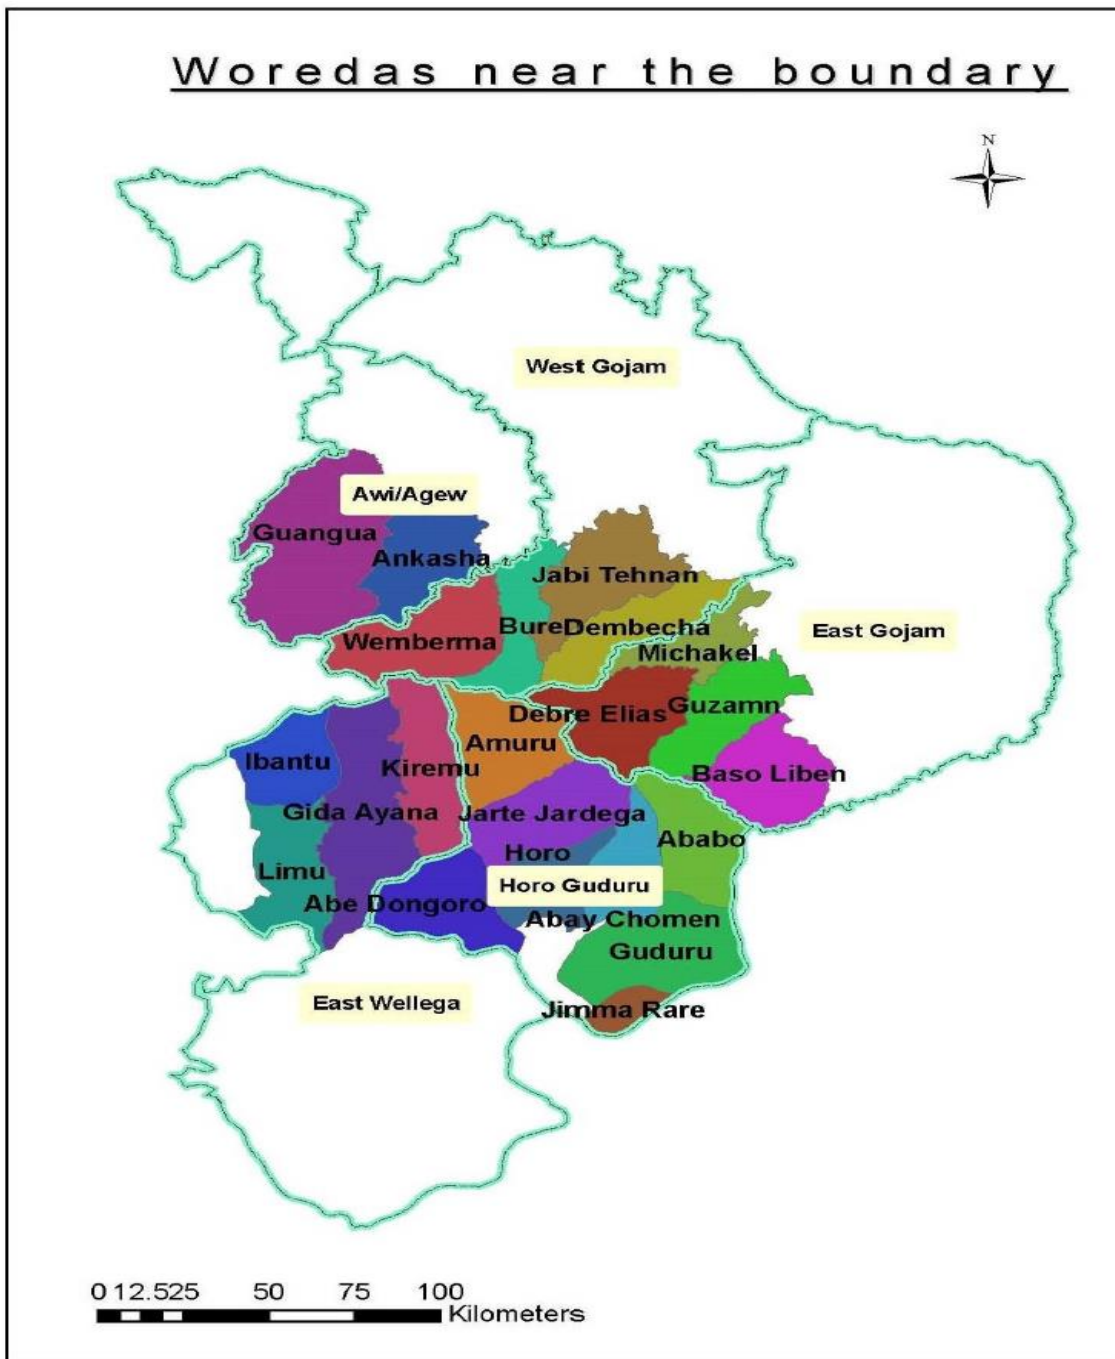 Woredas near the boundary
N
West Gojam
Awi/Agew
Guangua
Ankasha
Jabi Tehnan
Bure
Dembecha
East Gojam
Wemberma
Michakel
Debre Elias
Guzamn
Amuru
Ibantu
Kiremu
Baso Liben
Gida Ayana
Jarte Jardega
Ababo
Horo
Limu
Horo Guduru
Abe Dongoro
Abay Chomen
Guduru
East Wellega
Jimma Rare
0 12.525 50 75 100
Kilometers